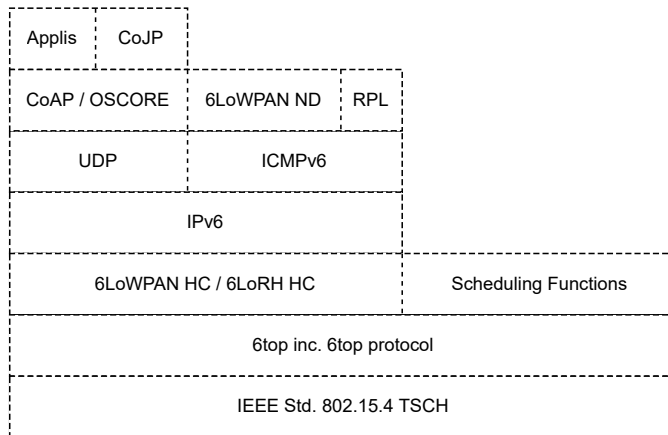 Applis CoJP
CoAP / OSCORE 6LoWPAN ND RPL
UDP ICMPv6
IPv6
6LoWPAN HC / 6LoRH HC Scheduling Functions
6top inc. 6top protocol
IEEE Std. 802.15.4 TSCH